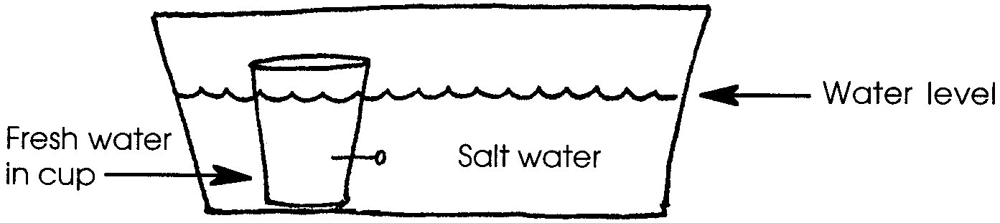 Water level
Fresh water
in cup
Salt water